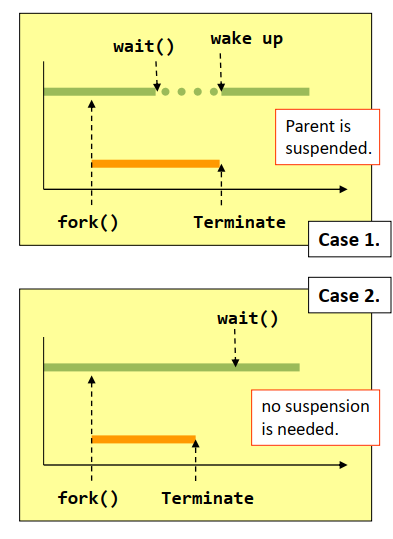 wait()
wake up
Parent is
suspended.
fork()
Terminate
Case 1.
Case 2.
wait()
no suspension
is needed.
fork()
Terminate